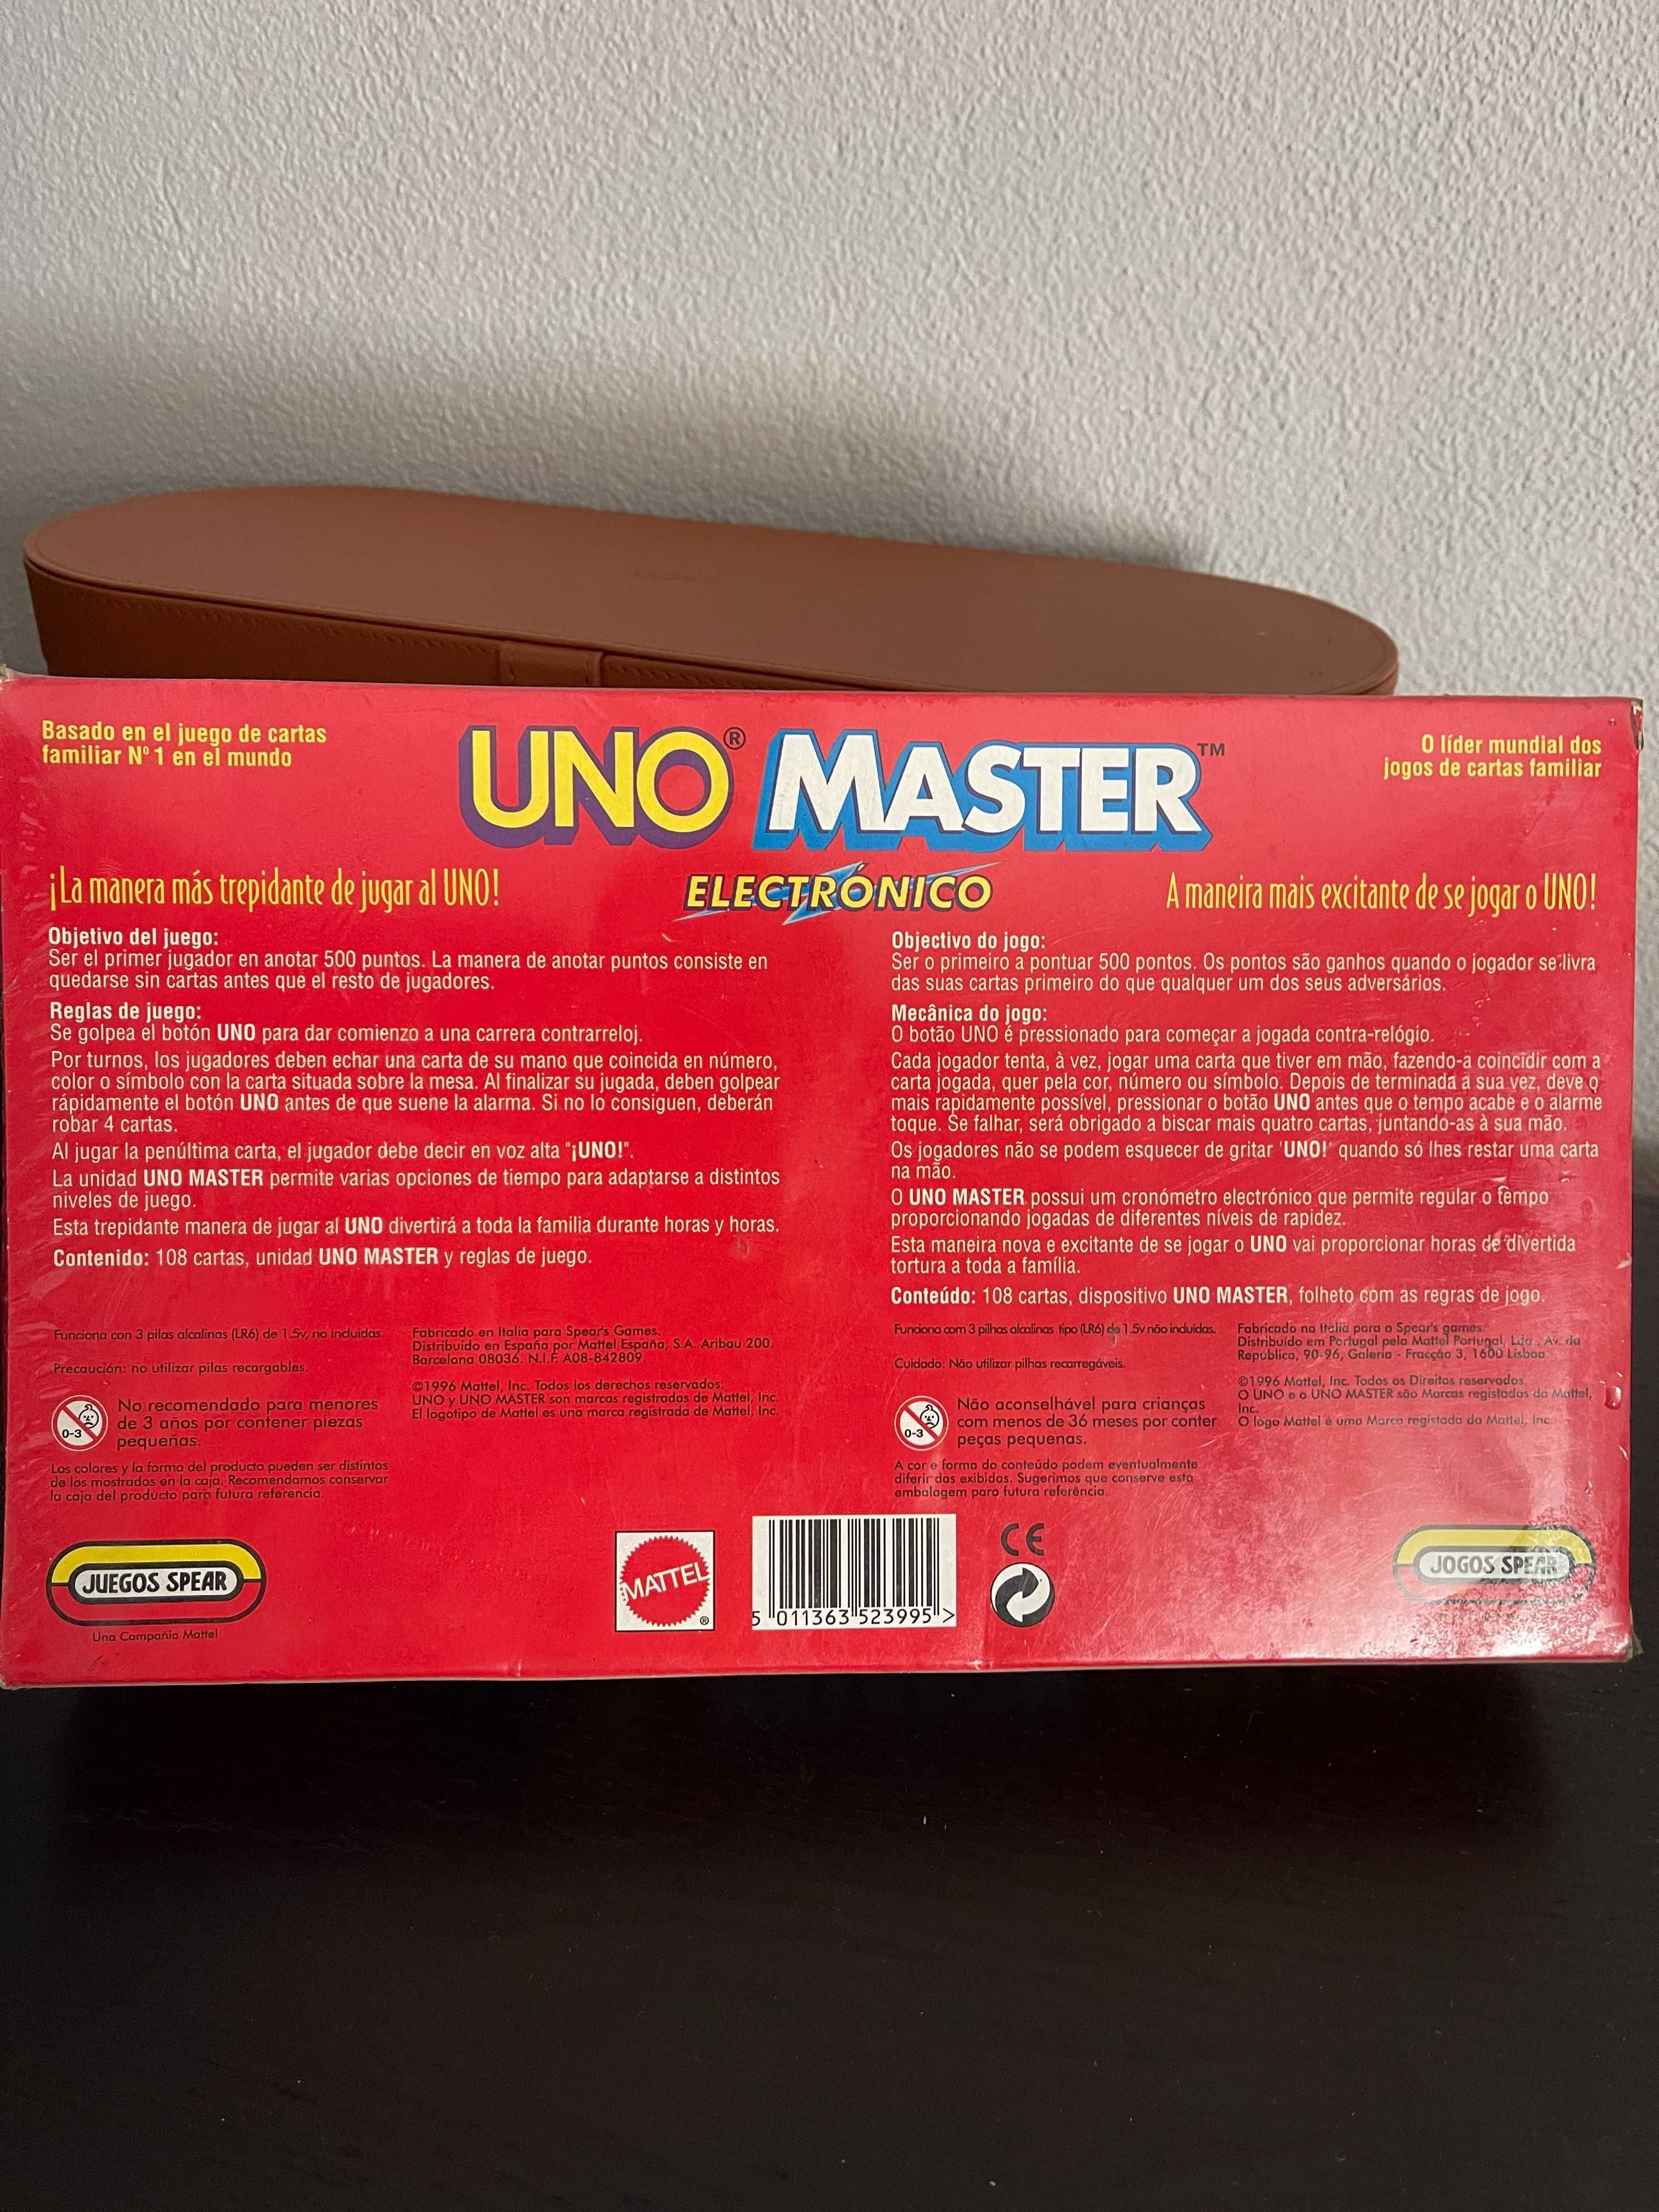 Basado en el juego de cartas
familiar Nº 1 en el mundo
UNO® MASTER™
ELECTRÓNICO
O líder mundial dos
jogos de cartas familiar
¡La manera más trepidante de jugar al UNO!
Objetivo del juego:
Ser el primer jugador en anotar 500 puntos. La manera de anotar puntos consiste en
quedarse sin cartas antes que el resto de jugadores.
Reglas de juego:
Se golpea el botón UNO para dar comienzo a una carrera contrarreloj.
Por turnos, los jugadores deben echar una carta de su mano que coincida en número,
color o símbolo con la carta situada sobre la mesa. Al finalizar su jugada, deben golpear
rápidamente el botón UNO antes de que suene la alarma. Si no lo consiguen, deberán
robar 4 cartas.
Al jugar la penúltima carta, el jugador debe decir en voz alta "¡UNO!".
La unidad UNO MASTER permite varias opciones de tiempo para adaptarse a distintos
niveles de juego.
Esta trepidante manera de jugar al UNO divertirá a toda la familia durante horas y horas.
Contenido: 108 cartas, unidad UNO MASTER y reglas de juego.
A maneira mais excitante de se jogar o UNO!
Objectivo do jogo:
Ser o primeiro a pontuar 500 pontos. Os pontos são ganhos quando o jogador se livra
das suas cartas primeiro do que qualquer um dos seus adversários.
Mecânica do jogo:
O botão UNO é pressionado para começar a jogada contra-relógio.
Cada jogador tenta, à vez, jogar uma carta que tiver em mão, fazendo-a coincidir com a
carta jogada, quer pela cor, número ou símbolo. Depois de terminada a sua vez, deve o
mais rapidamente possível, pressionar o botão UNO antes que o tempo acabe e o alarme
toque. Se falhar, será obrigado a biscar mais quatro cartas, juntando-as à sua mão.
Os jogadores não se podem esquecer de gritar 'UNO!' quando só lhes restar uma carta
na mão.
O UNO MASTER possui um cronómetro electrónico que permite regular o tempo
proporcionando jogadas de diferentes níveis de rapidez.
Esta maneira nova e excitante de se jogar o UNO vai proporcionar horas de divertida
tortura a toda a família.
Conteúdo: 108 cartas, dispositivo UNO MASTER, folheto com as regras de jogo.
Funciona con 3 pilas alcalinas (LR6) de 1.5v, no incluidas.
Precaución: no utilizar pilas recargables.
0-3
No recomendado para menores
de 3 años por contener piezas
pequeñas.
Los colores y la forma del producto pueden ser distintos
de los mostrados en la caja. Recomendamos conservar
la caja del producto para futura referencia.
Fabricado en Italia para Spear's Games.
Distribuido en España por Mattel España, S.A. Aribau 200.
Barcelona 08036. N.I.F. A08-842809.
©1996 Mattel, Inc. Todos los derechos reservados.
UNO y UNO MASTER son marcas registradas de Mattel, Inc.
El logotipo de Mattel es una marca registrada de Mattel, Inc.
Funciona com 3 pilhas alcalinas tipo (LR6) de 1.5v não incluidas.
Cuidado: Não utilizar pilhas recarregáveis.
0-3
Não aconselhável para crianças
com menos de 36 meses por conter
peças pequenas.
A cor e forma do conteúdo podem eventualmente
diferir das exibidas. Sugerimos que conserve esta
embalagem para futura referência.
Fabricado na Itália para a Spear's games.
Distribuido em Portugal pela Mattel Portugal, Lda., Av. da
República, 90-96, Galeria - Fracção 3, 1600 Lisboa
©1996 Mattel, Inc. Todos os Direitos reservados.
O UNO e o UNO MASTER são Marcas registadas da Mattel,
Inc.
O logo Mattel é uma Marca registada da Mattel, Inc.
JUEGOS SPEAR
Una Compañía Mattel
MATTEL®
5 011363 523995 >
CE
JOGOS SPEAR